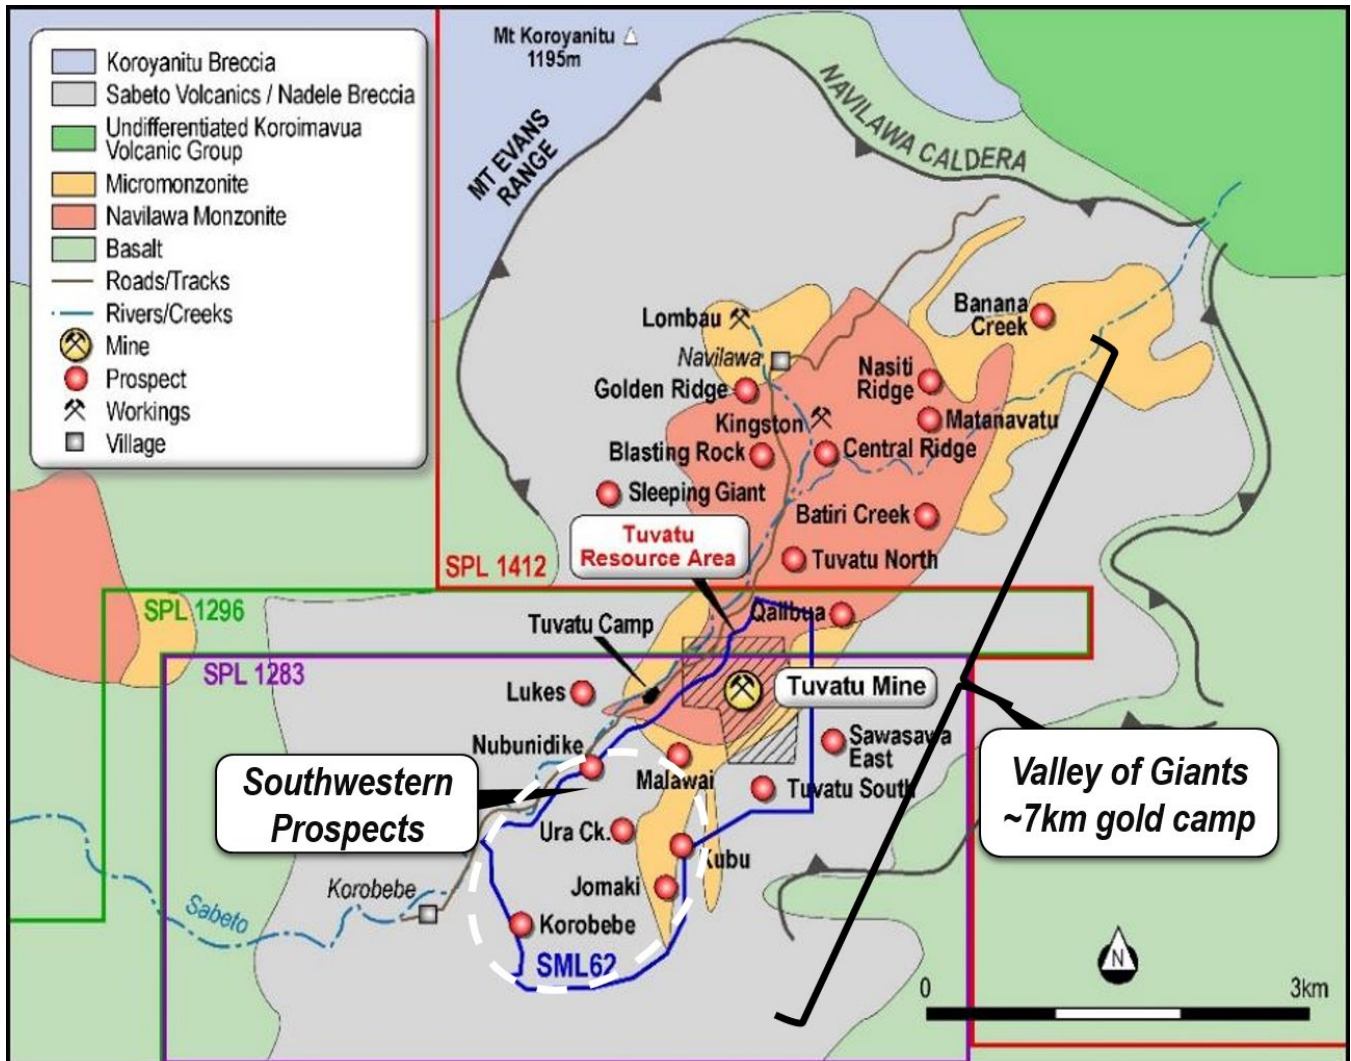 Koroyanitu Breccia
Sabeto Volcanics / Nadele Breccia
Undifferentiated Koroimavua
Volcanic Group
Micromonzonite
Navilawa Monzonite
Basalt
Roads/Tracks
Rivers/Creeks
Mine
Prospect
Workings
Village
Mt Koroyanitu
1195m
MT EVANS
RANGE
NAVILAWA CALDERA
Lombau
Navilawa
Golden Ridge
Kingston
Blasting Rock
Sleeping Giant
Banana
Creek
Nasiti
Ridge
Matanavatu
Central Ridge
Batiri Creek
Tuvatu North
Tuvatu
Resource Area
SPL 1412
SPL 1296
SPL 1283
Qalibua
Tuvatu Camp
Lukes
Tuvatu Mine
Nubunidike
Malawai
Sawasawa
East
Tuvatu South
Southwestern
Prospects
Valley of Giants
~7km gold camp
Ura Ck.
Kubu
Jomaki
Korobebe
Korobebe
Sabeto
SML62
N
0
3km